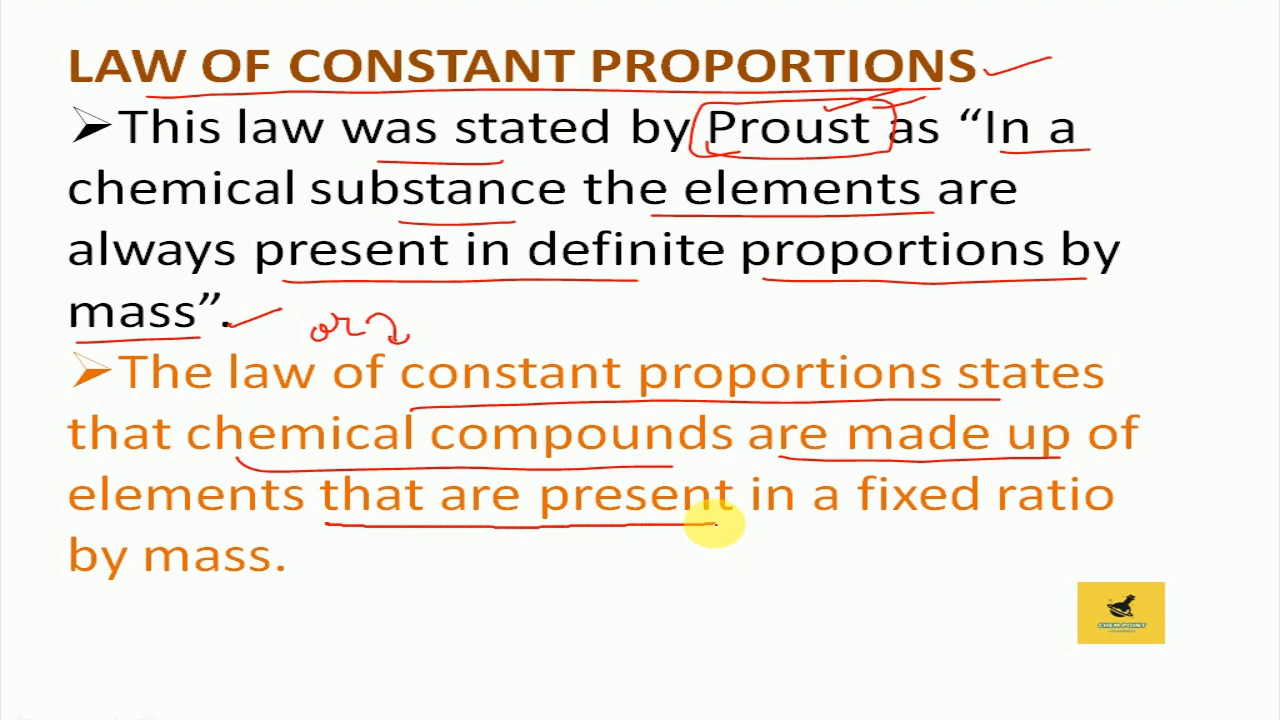 LAW OF CONSTANT PROPORTIONS
➢This law was stated by Proust as “In a
chemical substance the elements are
always present in definite proportions by
mass”.
or
➢The law of constant proportions states
that chemical compounds are made up of
elements that are present in a fixed ratio
by mass.
CHEM POINT